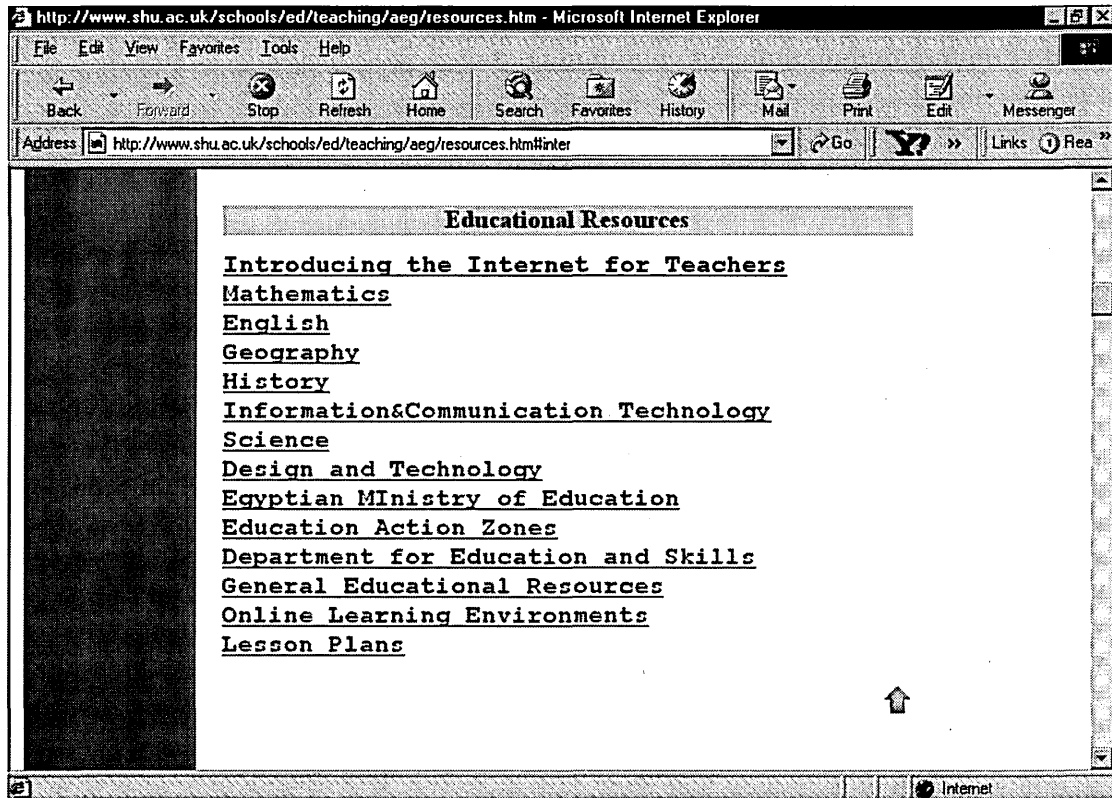 http://www.shu.ac.uk/schools/ed/teaching/aeg/resources.htm - Microsoft Internet Explorer
File Edit View Favorites Tools Help
Back Forward Stop Refresh Home Search Favorites History Mail Print Edit Messenger
Address http://www.shu.ac.uk/schools/ed/teaching/aeg/resources.htm#inter Go Y? » Links Rea »
Educational Resources
Introducing the Internet for Teachers
Mathematics
English
Geography
History
Information&Communication Technology
Science
Design and Technology
Egyptian MInistry of Education
Education Action Zones
Department for Education and Skills
General Educational Resources
Online Learning Environments
Lesson Plans
Internet